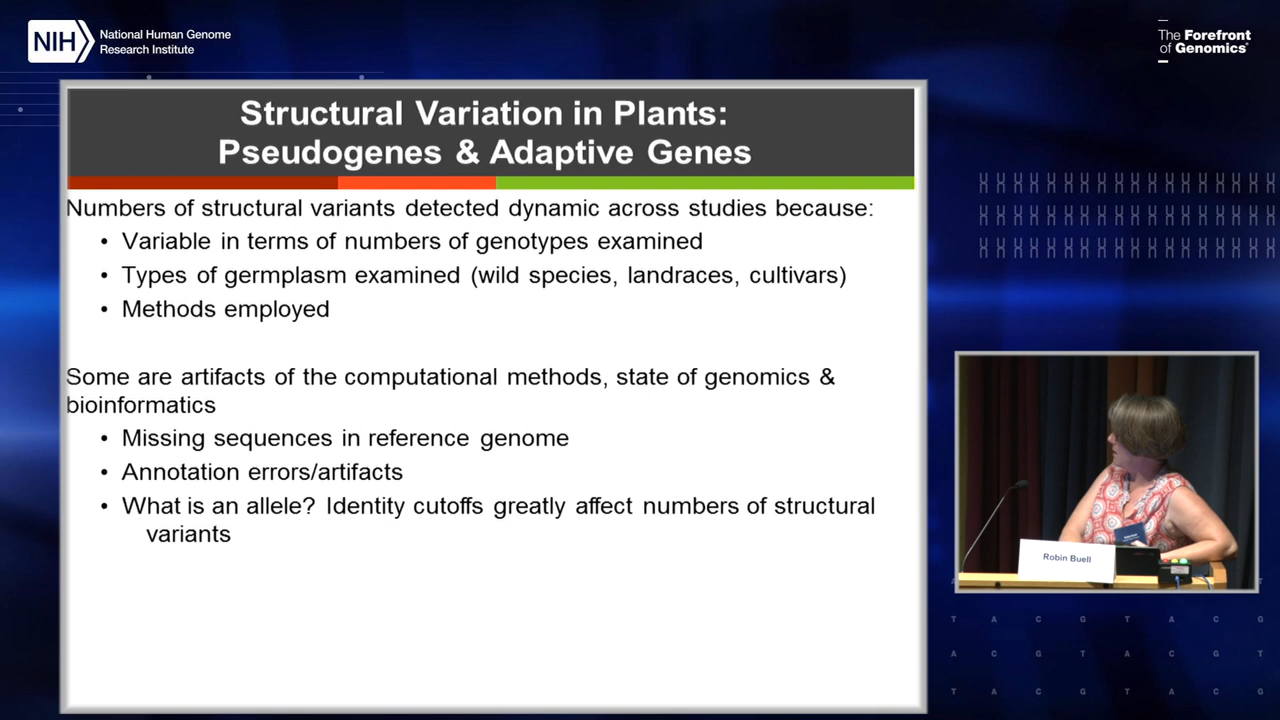 NIH
National Human Genome
Research Institute
The Forefront
of Genomics®
Structural Variation in Plants:
Pseudogenes & Adaptive Genes
Numbers of structural variants detected dynamic across studies because:
• Variable in terms of numbers of genotypes examined
• Types of germplasm examined (wild species, landraces, cultivars)
• Methods employed
Some are artifacts of the computational methods, state of genomics &
bioinformatics
• Missing sequences in reference genome
• Annotation errors/artifacts
• What is an allele? Identity cutoffs greatly affect numbers of structural
variants
Robin Buell
T A C G T A C G
A C G T A C G T
T A C G T A C G